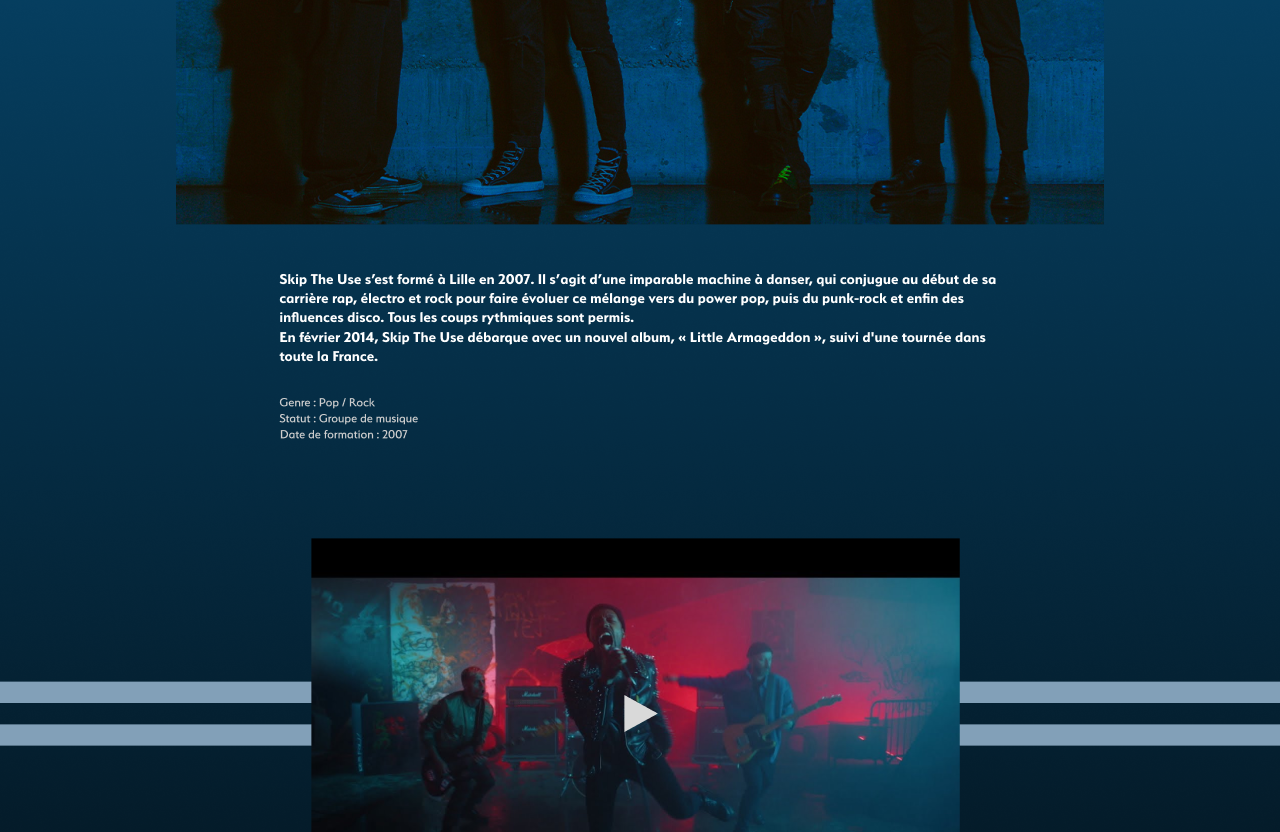 Skip The Use s’est formé à Lille en 2007. Il s’agit d’une imparable machine à danser, qui conjugue au début de sa
carrière rap, électro et rock pour faire évoluer ce mélange vers du power pop, puis du punk-rock et enfin des
influences disco. Tous les coups rythmiques sont permis.
En février 2014, Skip The Use débarque avec un nouvel album, « Little Armageddon », suivi d'une tournée dans
toute la France.
Genre : Pop / Rock
Statut : Groupe de musique
Date de formation : 2007